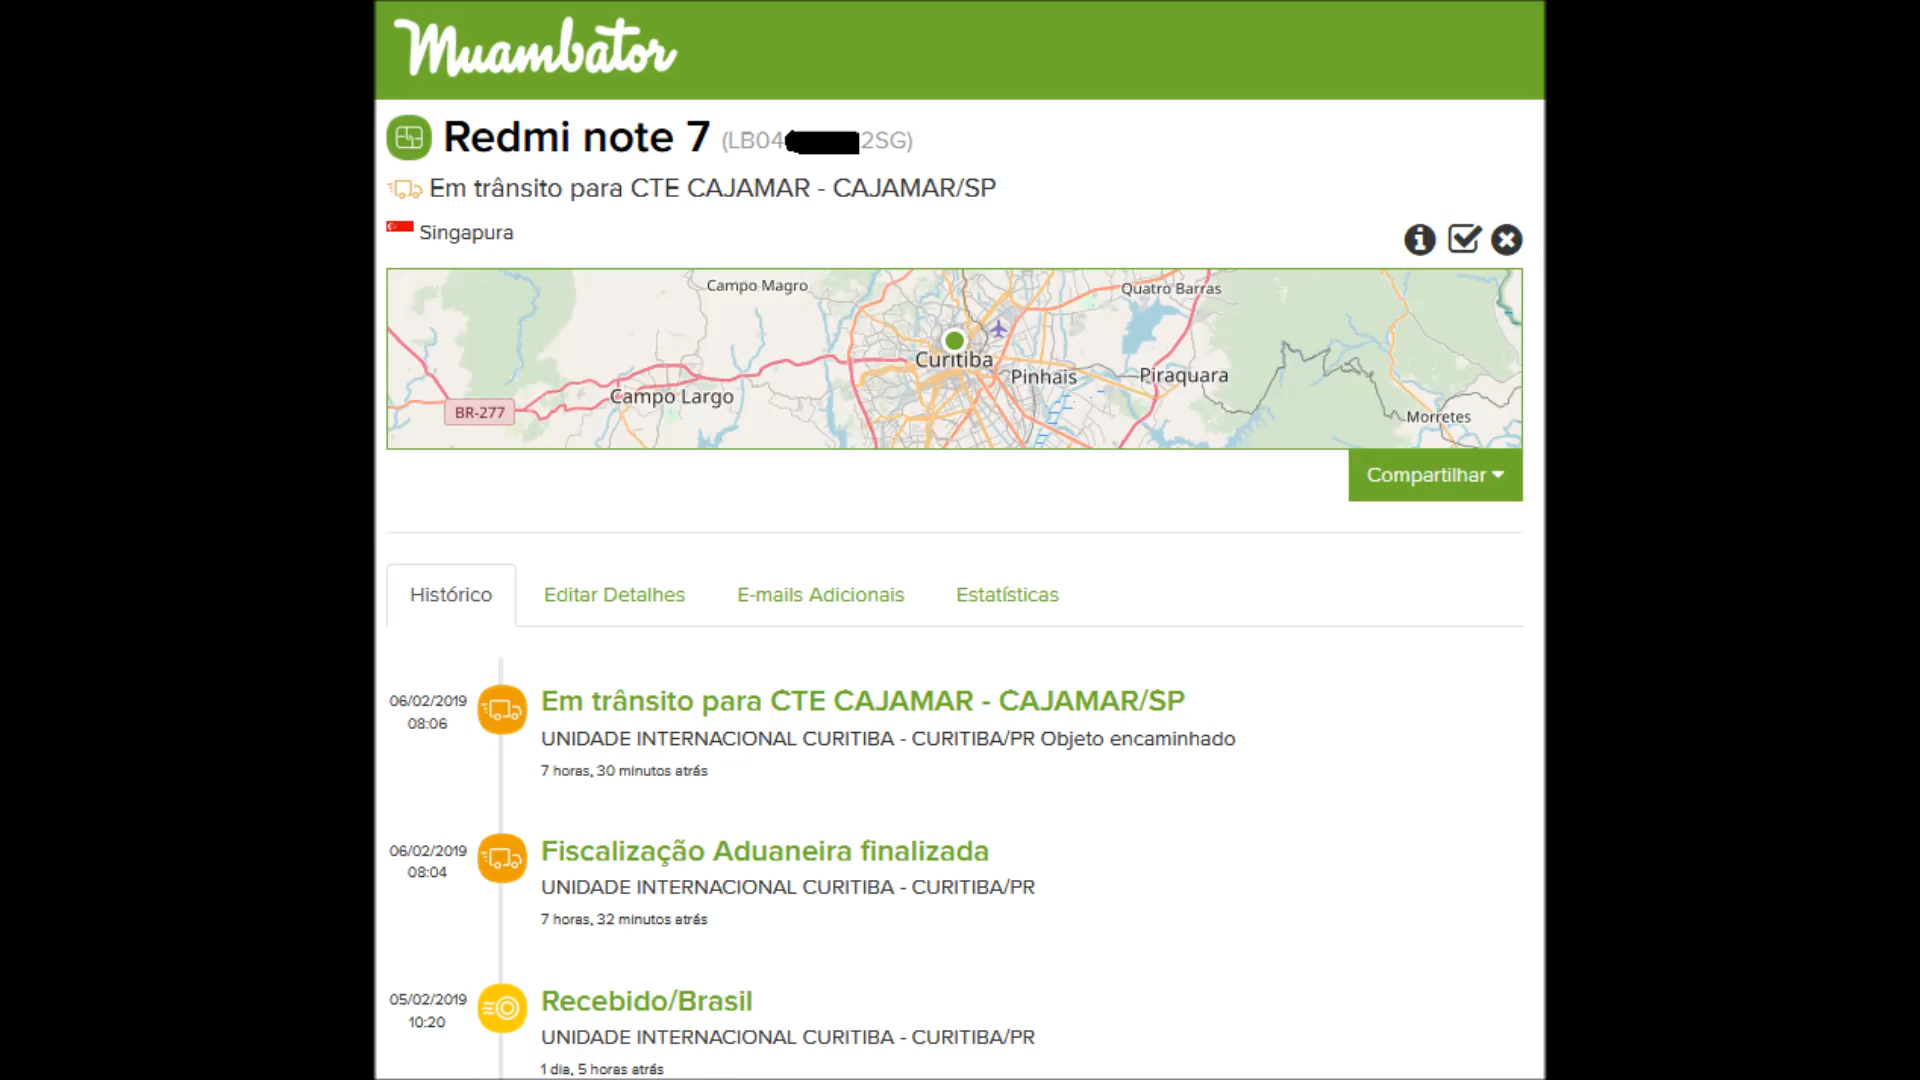 Muambator
Redmi note 7 (LB04 2SG)
Em trânsito para CTE CAJAMAR - CAJAMAR/SP
Singapura
Campo Magro
Quatro Barras
Curitiba
Pinhais
Piraquara
Campo Largo
BR-277
Morretes
Compartilhar
Histórico
Editar Detalhes
E-mails Adicionais
Estatísticas
06/02/2019
08:06
Em trânsito para CTE CAJAMAR - CAJAMAR/SP
UNIDADE INTERNACIONAL CURITIBA - CURITIBA/PR Objeto encaminhado
7 horas, 30 minutos atrás
06/02/2019
08:04
Fiscalização Aduaneira finalizada
UNIDADE INTERNACIONAL CURITIBA - CURITIBA/PR
7 horas, 32 minutos atrás
05/02/2019
10:20
Recebido/Brasil
UNIDADE INTERNACIONAL CURITIBA - CURITIBA/PR
1 dia, 5 horas atrás